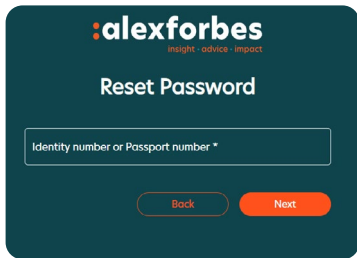 :alexforbes
insight · advice · impact
Reset Password
Identity number or Passport number *
Back
Next